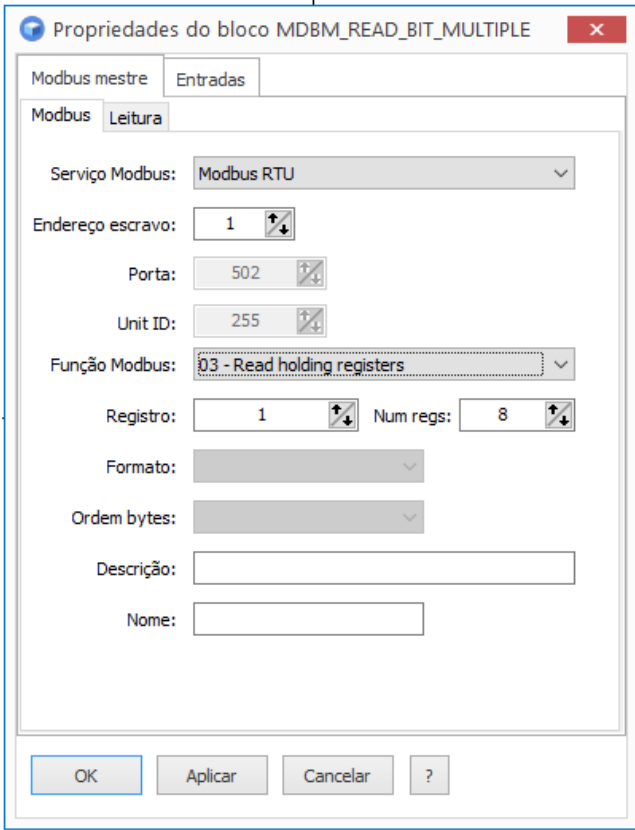 Propriedades do bloco MDBM_READ_BIT_MULTIPLE
Modbus mestre Entradas
Modbus Leitura
Serviço Modbus: Modbus RTU
Endereço escravo: 1
Porta: 502
Unit ID: 255
Função Modbus: 03 - Read holding registers
Registro: 1 Num regs: 8
Formato:
Ordem bytes:
Descrição:
Nome:
OK Aplicar Cancelar ?